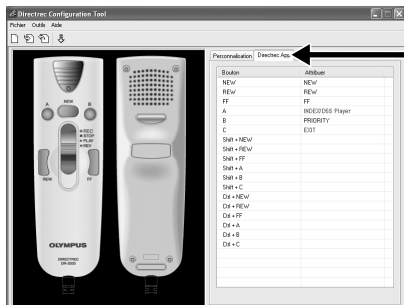 Directrec Configuration Tool
Fichier Outils Aide
Personnalisation Directrec App.
Bouton Attribuer
NEW NEW
REW REW
FF FF
A INDEX/DSS Player
B PRIORITY
C EXIT
Shift + NEW
Shift + REW
Shift + FF
Shift + A
Shift + B
Shift + C
Ctrl + NEW
Ctrl + REW
Ctrl + FF
Ctrl + A
Ctrl + B
Ctrl + C
A NEW B
REC
STOP
PLAY
REV
REW FF
OLYMPUS
DIRECTREC